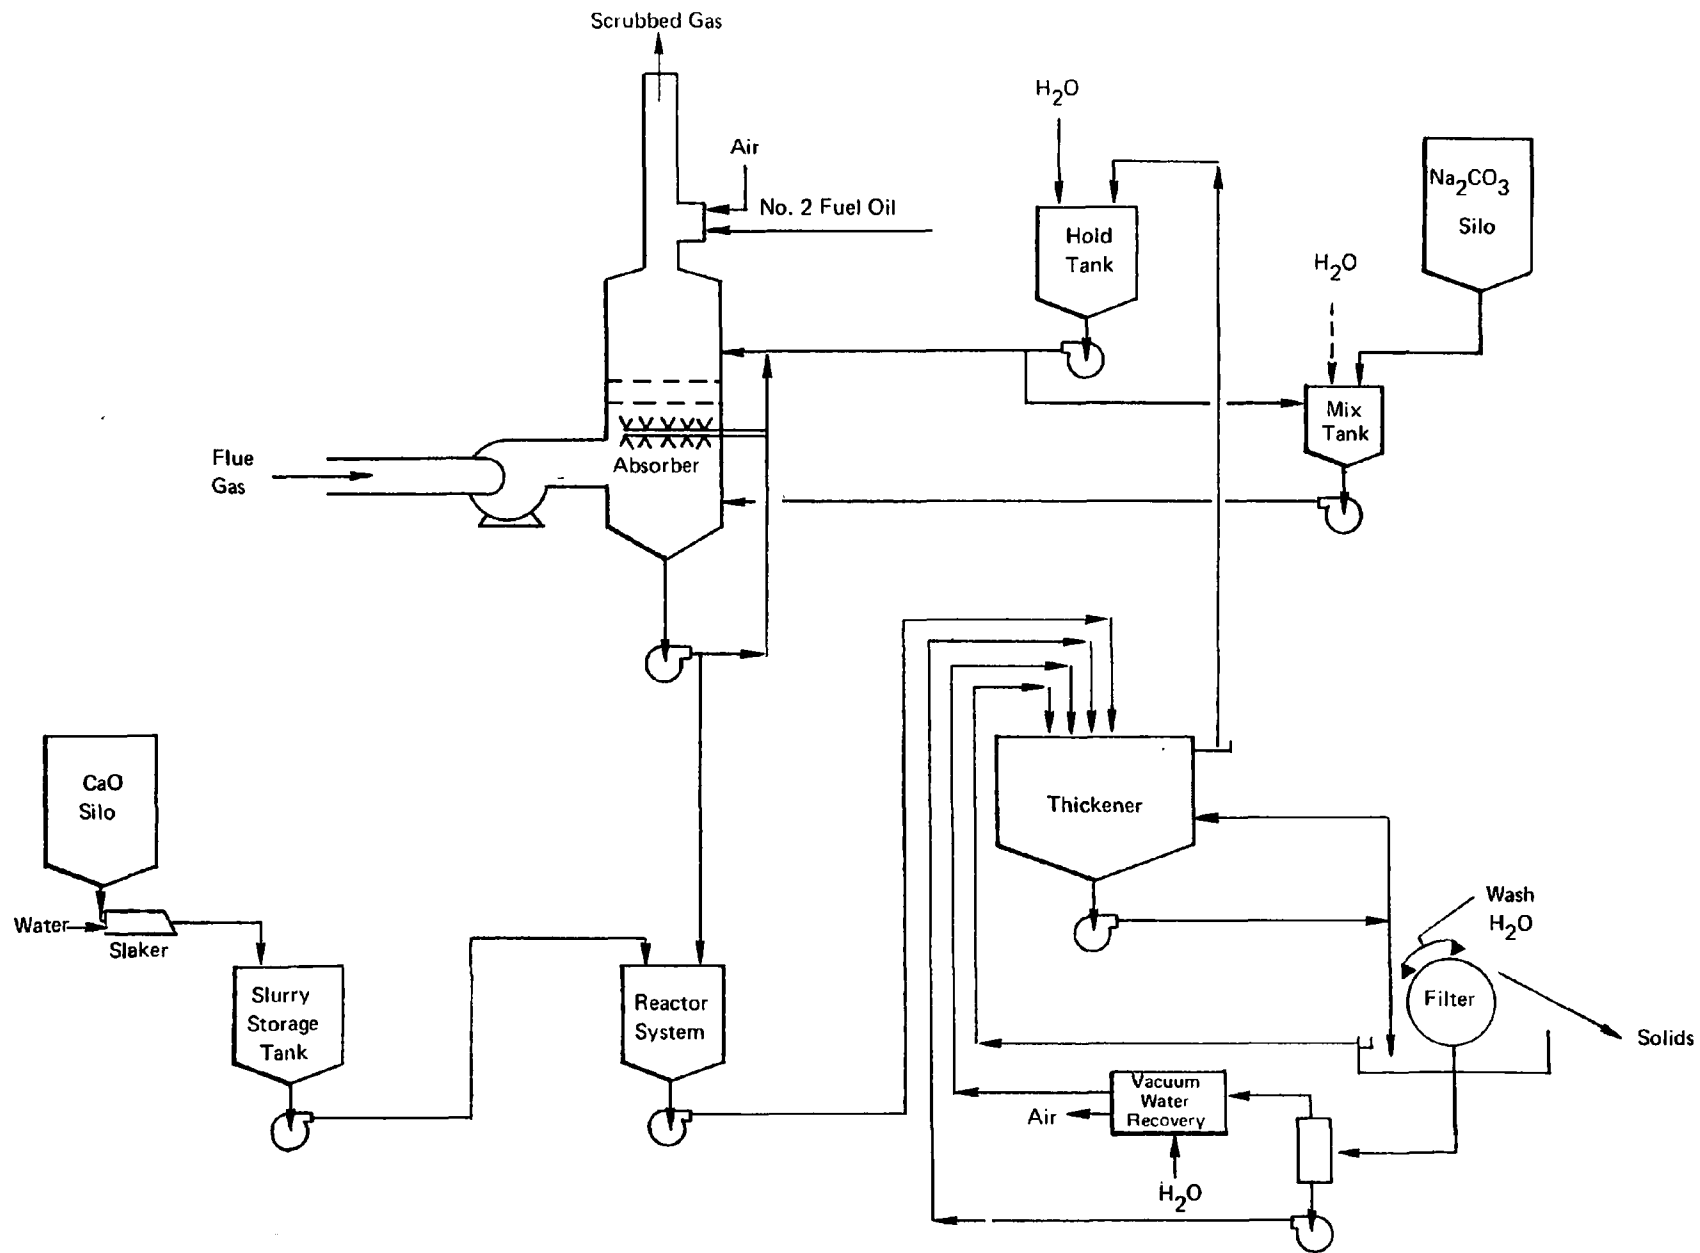 Scrubbed Gas
H2O
Air
Na2CO3
Silo
No. 2 Fuel Oil
Hold
Tank
H2O
Mix
Tank
Flue
Gas
Absorber
CaO
Silo
Thickener
Wash
H2O
Water
Slaker
Slurry
Storage
Tank
Reactor
System
Filter
Solids
Vacuum
Water
Recovery
Air
H2O